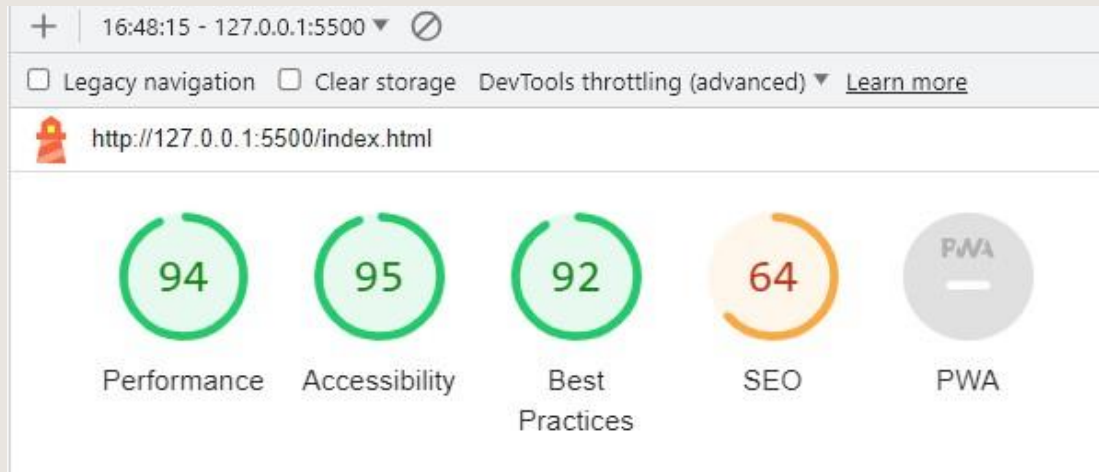 16:48:15 - 127.0.0.1:5500
Legacy navigation Clear storage DevTools throttling (advanced) Learn more
http://127.0.0.1:5500/index.html
94 95 92 64 PWA
Performance Accessibility Best SEO PWA
Practices